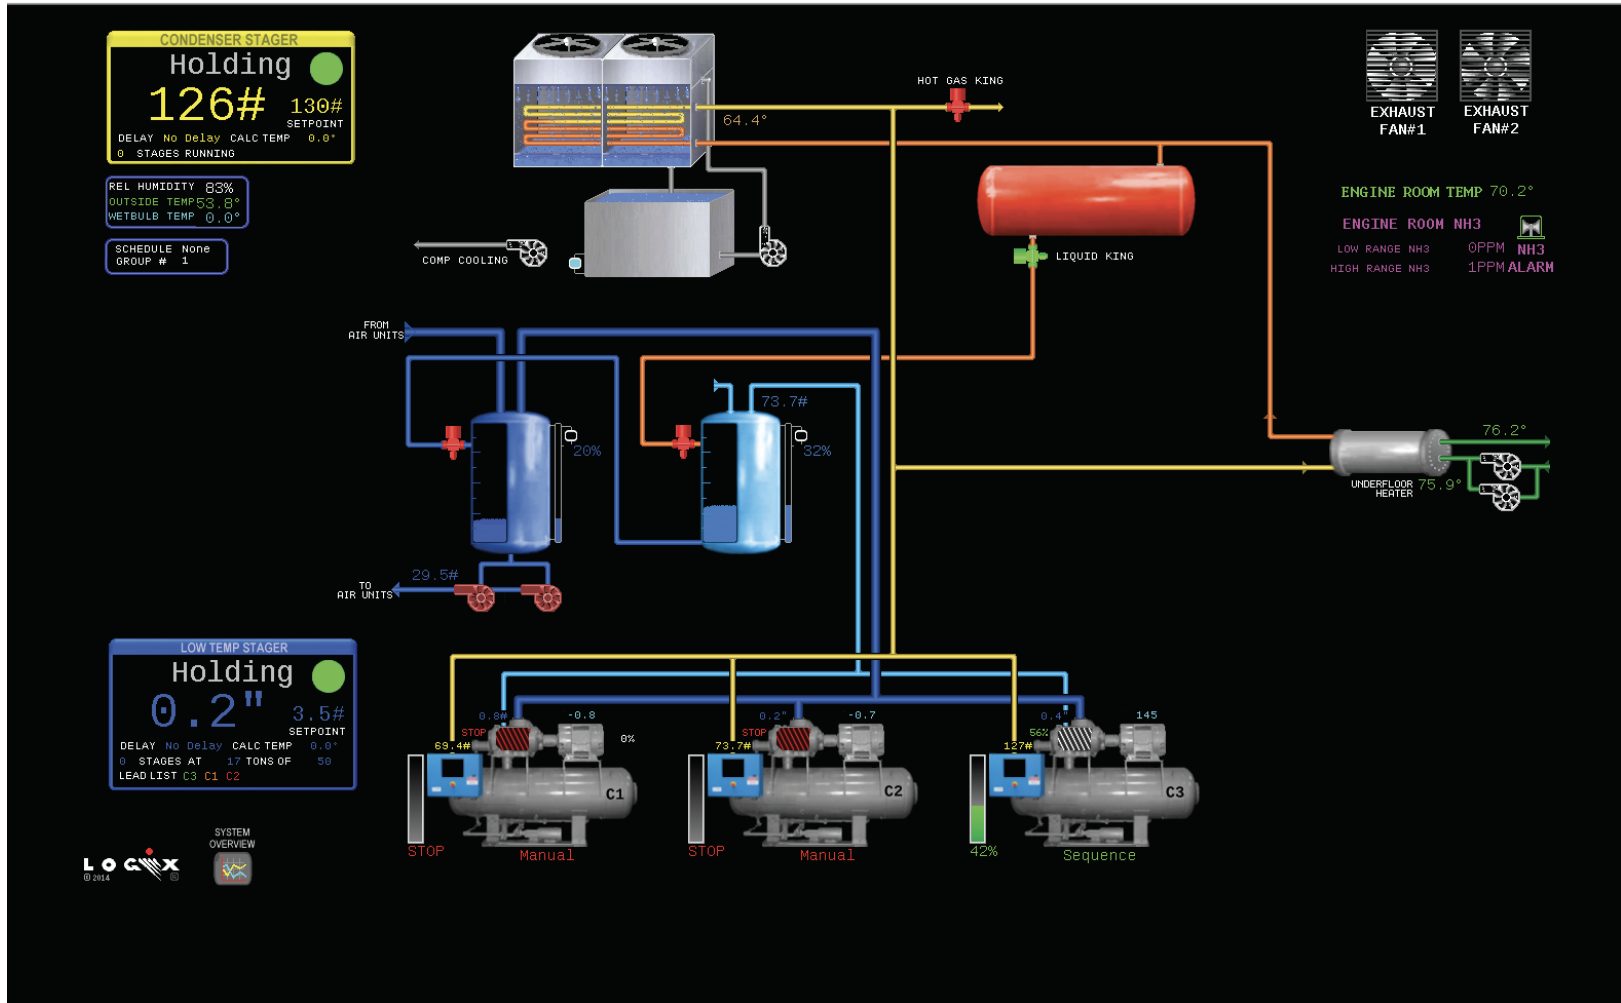 CONDENSER STAGER
Holding
126# 130#
SETPOINT
DELAY No Delay CALC TEMP 0.0°
0 STAGES RUNNING
REL HUMIDITY 83%
OUTSIDE TEMP 53.8°
WETBULB TEMP 0.0°
SCHEDULE None
GROUP # 1
COMP COOLING
64.4°
HOT GAS KING
LIQUID KING
EXHAUST FAN#1
EXHAUST FAN#2
ENGINE ROOM TEMP 70.2°
ENGINE ROOM NH3
LOW RANGE NH3 0PPM
HIGH RANGE NH3 1PPM
NH3 ALARM
FROM
AIR UNITS
73.7#
20%
32%
76.2°
75.9°
UNDERFLOOR
HEATER
29.5#
TO
AIR UNITS
LOW TEMP STAGER
Holding
0.2" 3.5#
SETPOINT
DELAY No Delay CALC TEMP 0.0°
0 STAGES AT 17 TONS OF 50
LEAD LIST C3 C1 C2
0.8# -0.8
STOP
0%
69.4#
C1
STOP Manual
0.2" -0.7
STOP
73.7#
C2
STOP Manual
0.4" 145
56%
127#
C3
42% Sequence
SYSTEM
OVERVIEW
LOGIX
© 2014